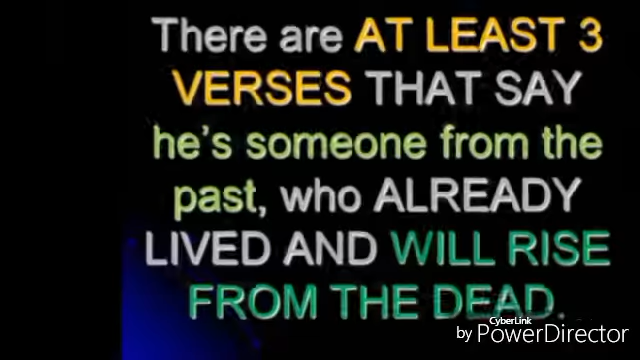 There are AT LEAST 3
VERSES THAT SAY
he's someone from the
past, who ALREADY
LIVED AND WILL RISE
FROM THE DEAD.
CyberLink
by PowerDirector